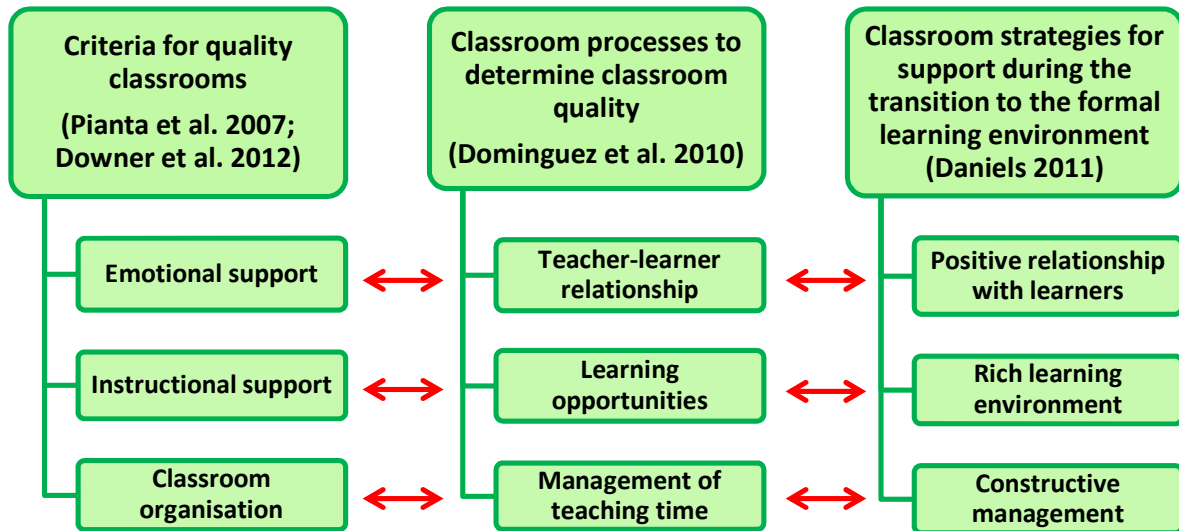 Criteria for quality
classrooms
(Pianta et al. 2007;
Downer et al. 2012)
Emotional support
Instructional support
Classroom
organisation
Classroom processes to
determine classroom
quality
(Dominguez et al. 2010)
Teacher-learner
relationship
Learning
opportunities
Management of
teaching time
Classroom strategies for
support during the
transition to the formal
learning environment
(Daniels 2011)
Positive relationship
with learners
Rich learning
environment
Constructive
management